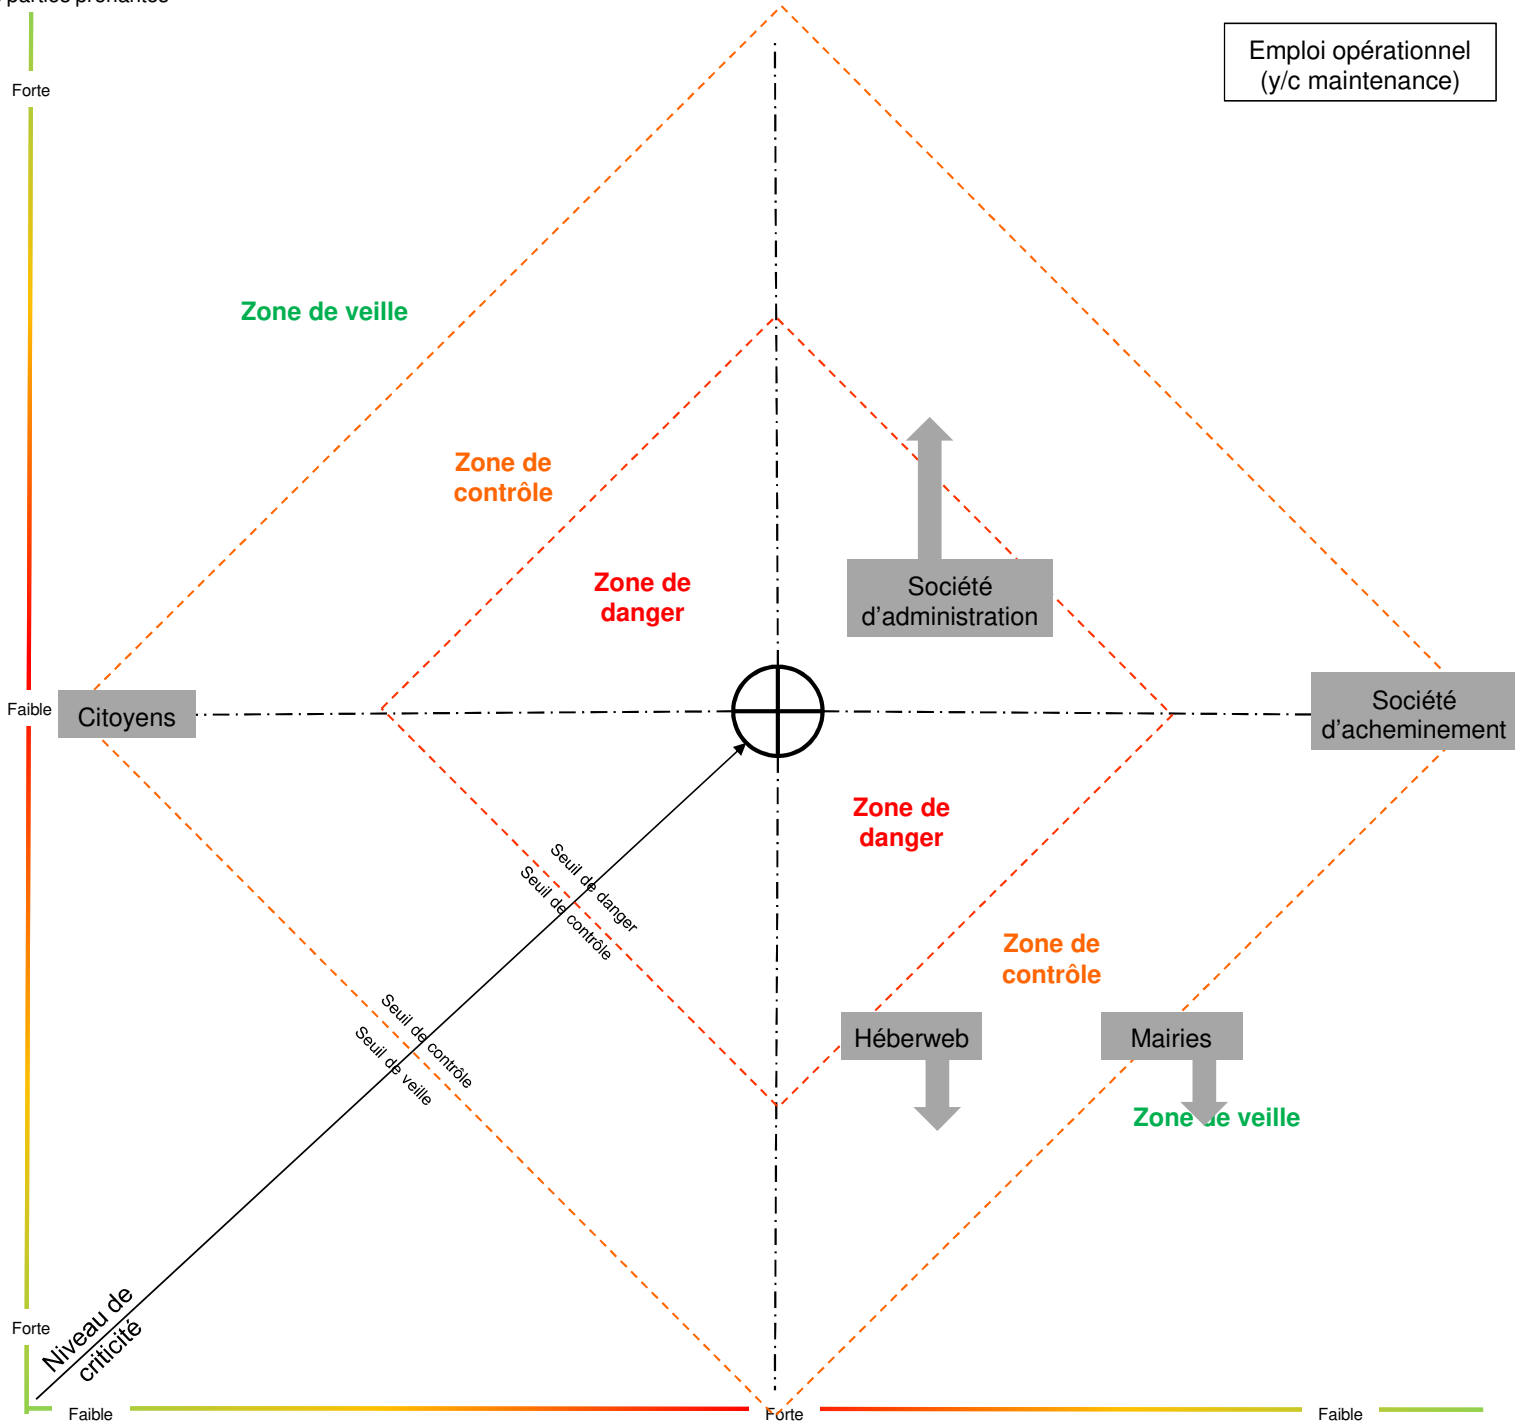 parties prenantes
Forte
Emploi opérationnel
(y/c maintenance)
Zone de veille
Zone de
contrôle
Zone de
danger
Société
d'administration
Faible
Citoyens
Société
d'acheminement
Zone de
danger
Seuil de danger
Seuil de contrôle
Zone de
contrôle
Seuil de contrôle
Seuil de veille
Héberweb
Mairies
Zone de veille
Niveau de
criticité
Forte
Faible
Forte
Faible